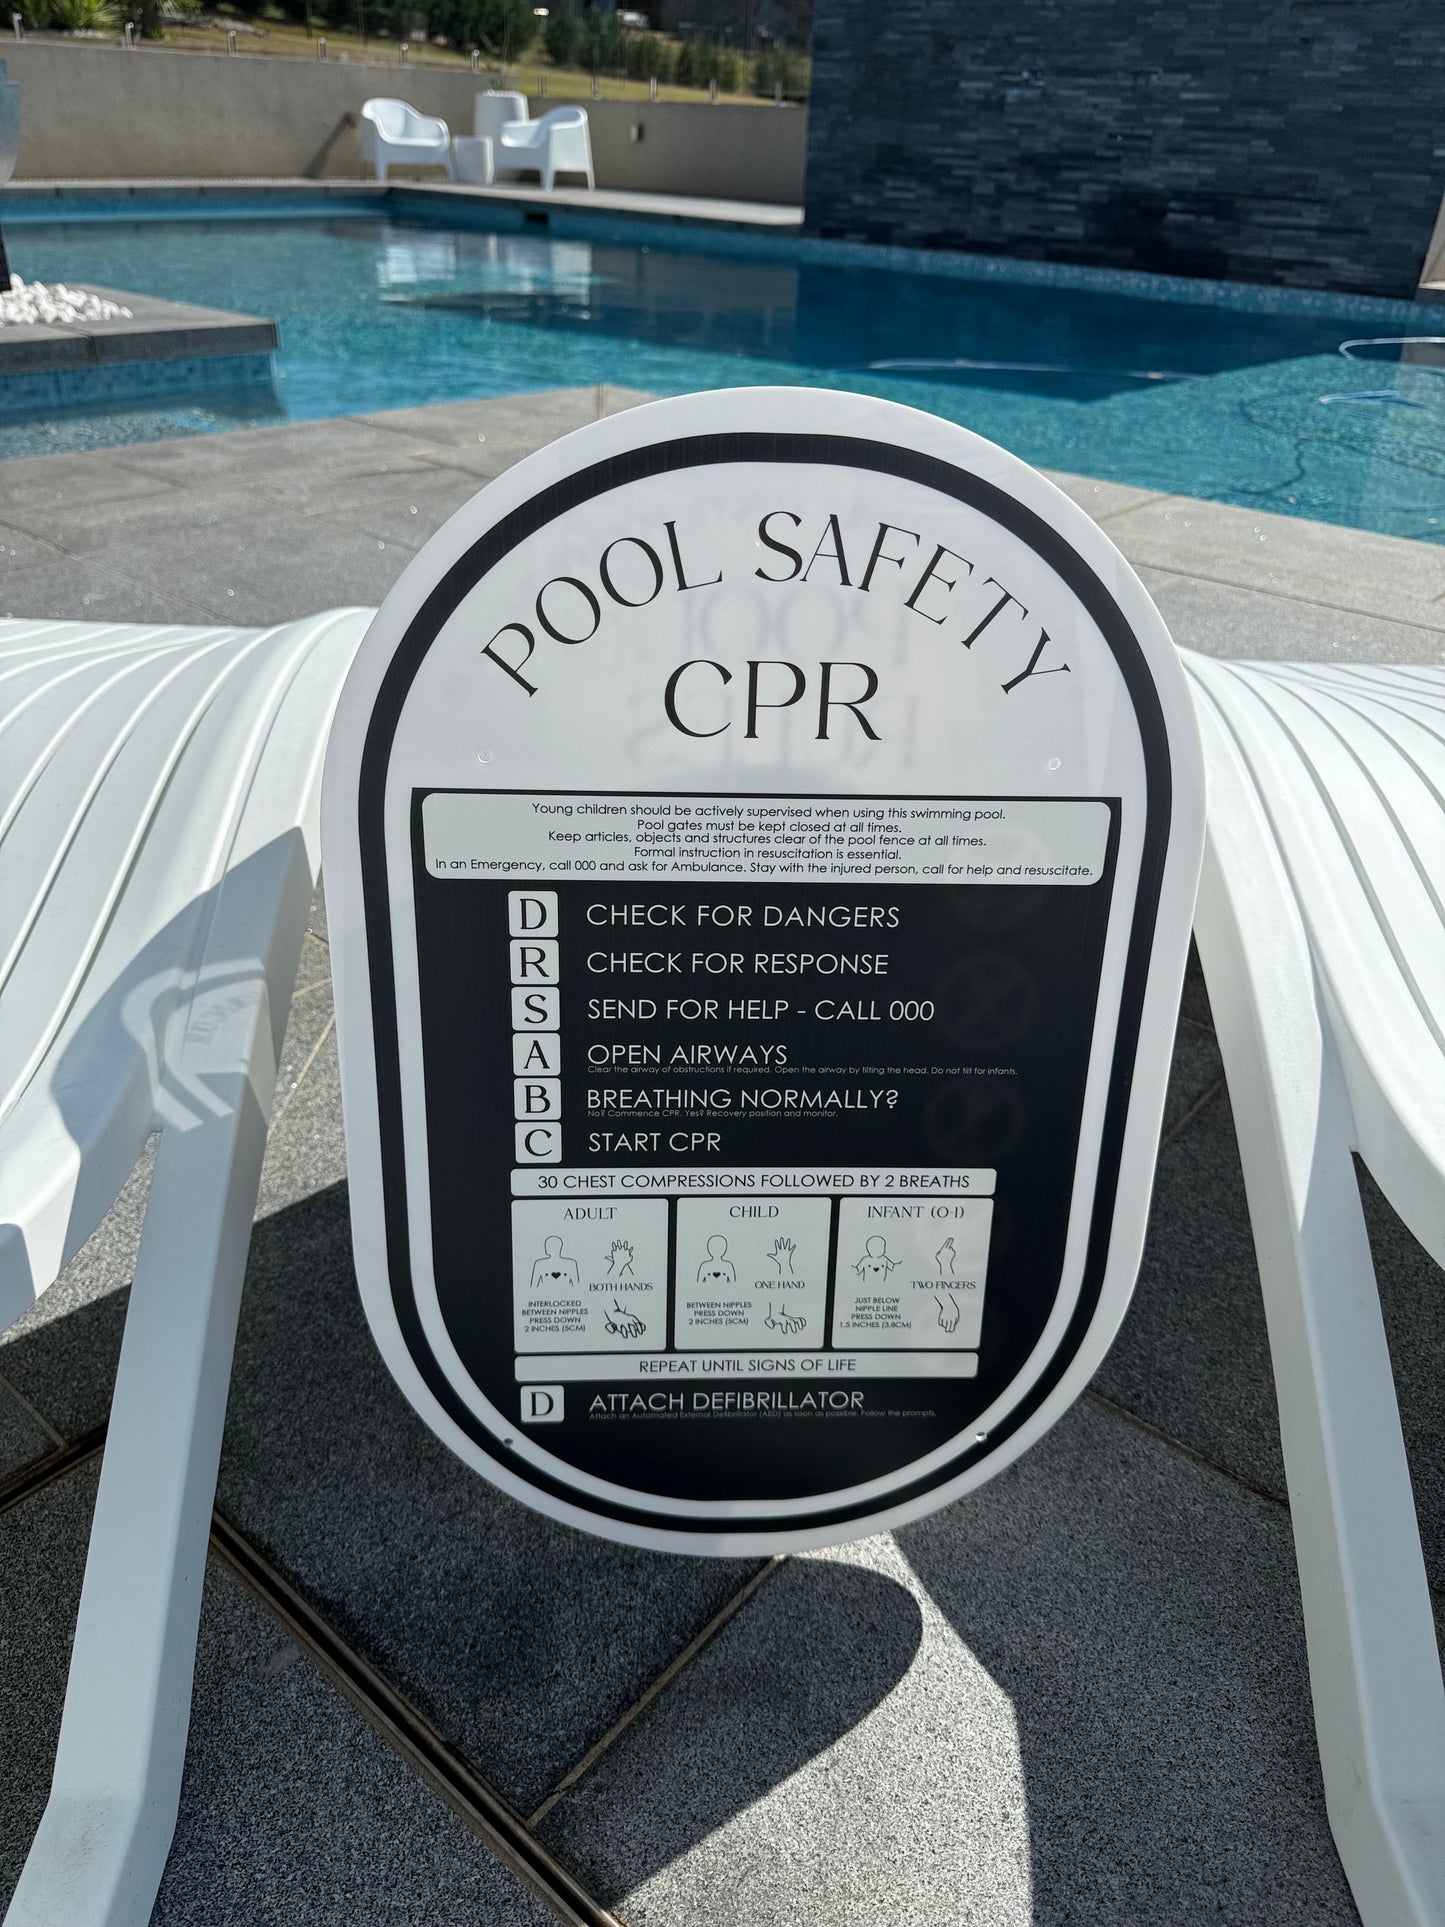 POOL SAFETY
CPR
Young children should be actively supervised when using this swimming pool.
Pool gates must be kept closed at all times.
Keep articles, objects and structures clear of the pool fence at all times.
Formal instruction in resuscitation is essential.
In an Emergency, call 000 and ask for Ambulance. Stay with the injured person, call for help and resuscitate.
D CHECK FOR DANGERS
R CHECK FOR RESPONSE
S SEND FOR HELP - CALL 000
A OPEN AIRWAYS
Clear the airway of obstructions if required. Open the airway by tilting the head. Do not tilt for infants.
B BREATHING NORMALLY?
No? Commence CPR. Yes? Recovery position and monitor.
C START CPR
30 CHEST COMPRESSIONS FOLLOWED BY 2 BREATHS
ADULT
BOTH HANDS
INTERLOCKED
BETWEEN NIPPLES
PRESS DOWN
2 INCHES (5CM)
CHILD
ONE HAND
BETWEEN NIPPLES
PRESS DOWN
2 INCHES (5CM)
INFANT (0-1)
TWO FINGERS
JUST BELOW
NIPPLE LINE
PRESS DOWN
1.5 INCHES (3.8CM)
REPEAT UNTIL SIGNS OF LIFE
D ATTACH DEFIBRILLATOR
Attach an Automated External Defibrillator (AED) as soon as possible. Follow the prompts.